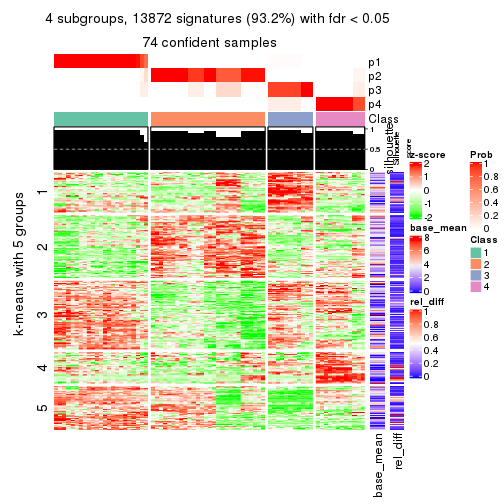 4 subgroups, 13872 signatures (93.2%) with fdr < 0.05
74 confident samples
p1
p2
p3
p4
Class
1
0.5
0
silhouette
Silhouette
score
k-means with 5 groups
1
2
3
4
5
base_mean
rel_diff
z-score
2
1
0
-1
-2
base_mean
8
6
4
2
0
rel_diff
1
0.8
0.6
0.4
0.2
0
Prob
1
0.8
0.6
0.4
0.2
0
Class
1
2
3
4